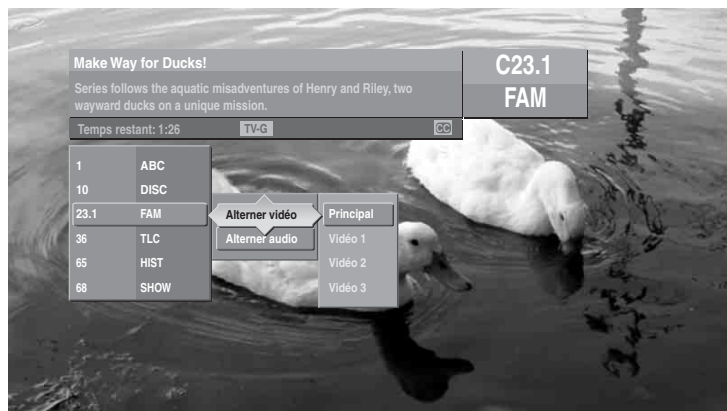 Make Way for Ducks!
Series follows the aquatic misadventures of Henry and Riley, two
wayward ducks on a unique mission.
Temps restant: 1:26 TV-G CC
C23.1
FAM
1 ABC
10 DISC
23.1 FAM
36 TLC
65 HIST
68 SHOW
Alterner vidéo
Alterner audio
Principal
Vidéo 1
Vidéo 2
Vidéo 3